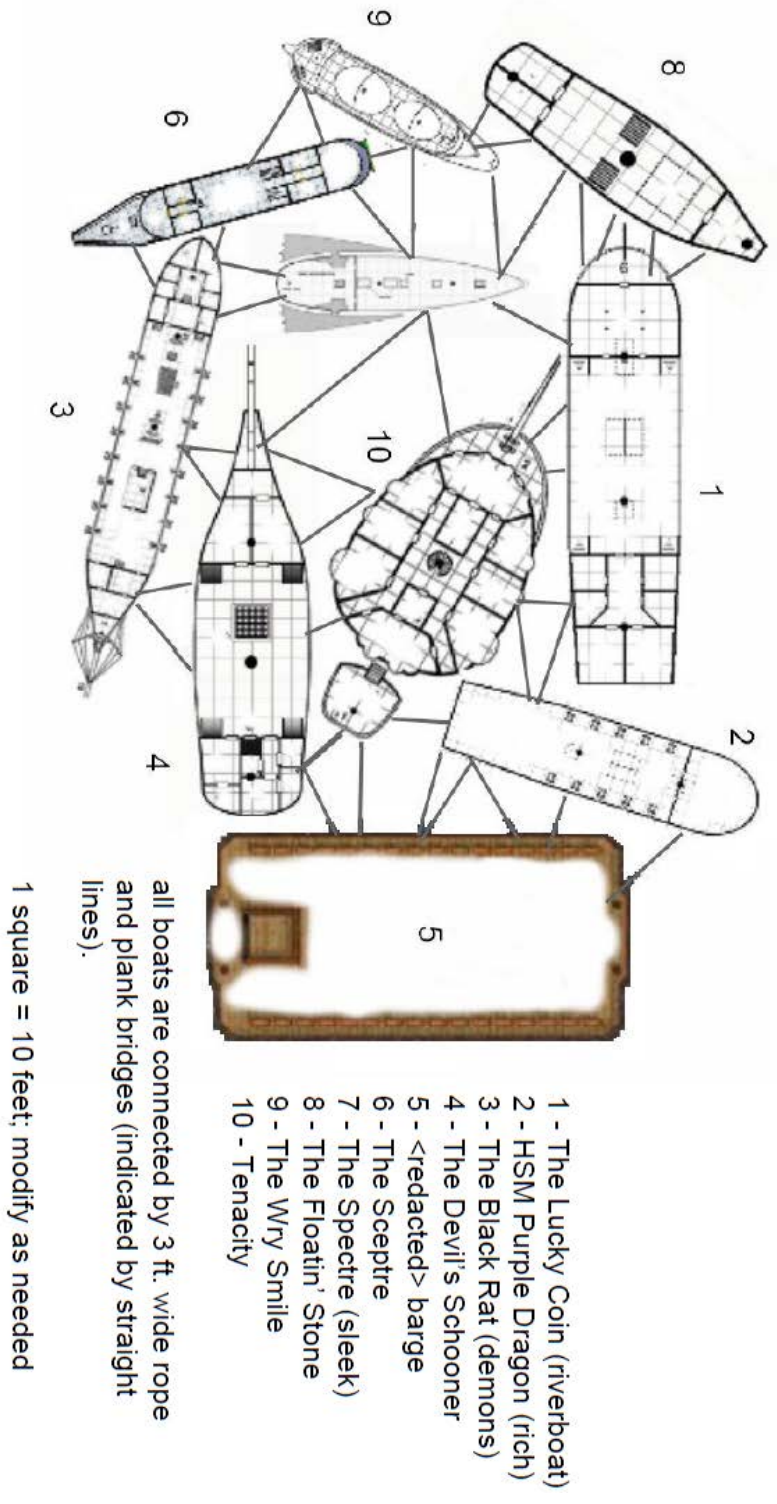 9
8
6
3
10
1
4
2
5
1 - The Lucky Coin (riverboat)
2 - HSM Purple Dragon (rich)
3 - The Black Rat (demons)
4 - The Devil's Schooner
5 - <redacted> barge
6 - The Sceptre
7 - The Spectre (sleek)
8 - The Floatin' Stone
9 - The Wry Smile
10 - Tenacity
all boats are connected by 3 ft. wide rope
and plank bridges (indicated by straight
lines).
1 square = 10 feet; modify as needed